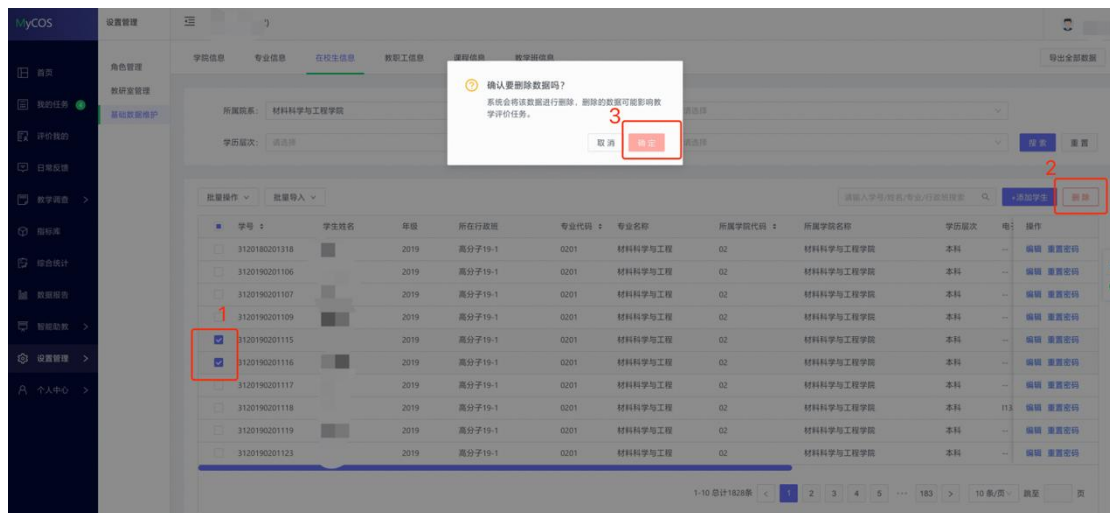 MyCOS
设置管理
学院信息 专业信息 在校生信息 教职工信息 课程信息 教学班信息
导出全部数据
首页
我的任务
评价我的
日常反馈
教学调查 >
指标库
综合统计
数据报告
智能助教 >
设置管理 >
个人中心 >
角色管理
教研室管理
基础数据维护
确认要删除数据吗?
系统会将该数据进行删除,删除的数据可能影响教
学评价任务。
取 消 确 定
3
所属院系: 材料科学与工程学院 请选择
学历层次: 请选择 请选择
搜 索 重 置
2
批量操作 批量导入 请输入学号/姓名/专业/行政班搜索 +添加学生 删 除
学号 学生姓名 年级 所在行政班 专业代码 专业名称 所属学院代码 所属学院名称 学历层次 操作
3120180201318 2019 高分子19-1 0201 材料科学与工程 02 材料科学与工程学院 本科 ... 编辑 重置密码
3120190201106 2019 高分子19-1 0201 材料科学与工程 02 材料科学与工程学院 本科 ... 编辑 重置密码
3120190201107 2019 高分子19-1 0201 材料科学与工程 02 材料科学与工程学院 本科 ... 编辑 重置密码
3120190201109 2019 高分子19-1 0201 材料科学与工程 02 材料科学与工程学院 本科 ... 编辑 重置密码
1
3120190201115 2019 高分子19-1 0201 材料科学与工程 02 材料科学与工程学院 本科 ... 编辑 重置密码
3120190201116 2019 高分子19-1 0201 材料科学与工程 02 材料科学与工程学院 本科 ... 编辑 重置密码
3120190201117 2019 高分子19-1 0201 材料科学与工程 02 材料科学与工程学院 本科 ... 编辑 重置密码
3120190201118 2019 高分子19-1 0201 材料科学与工程 02 材料科学与工程学院 本科 编辑 重置密码
3120190201119 2019 高分子19-1 0201 材料科学与工程 02 材料科学与工程学院 本科 ... 编辑 重置密码
3120190201123 2019 高分子19-1 0201 材料科学与工程 02 材料科学与工程学院 本科 ... 编辑 重置密码
1-10 总计1828条 < 1 2 3 4 5 ··· 183 > 10 条/页 跳至 页